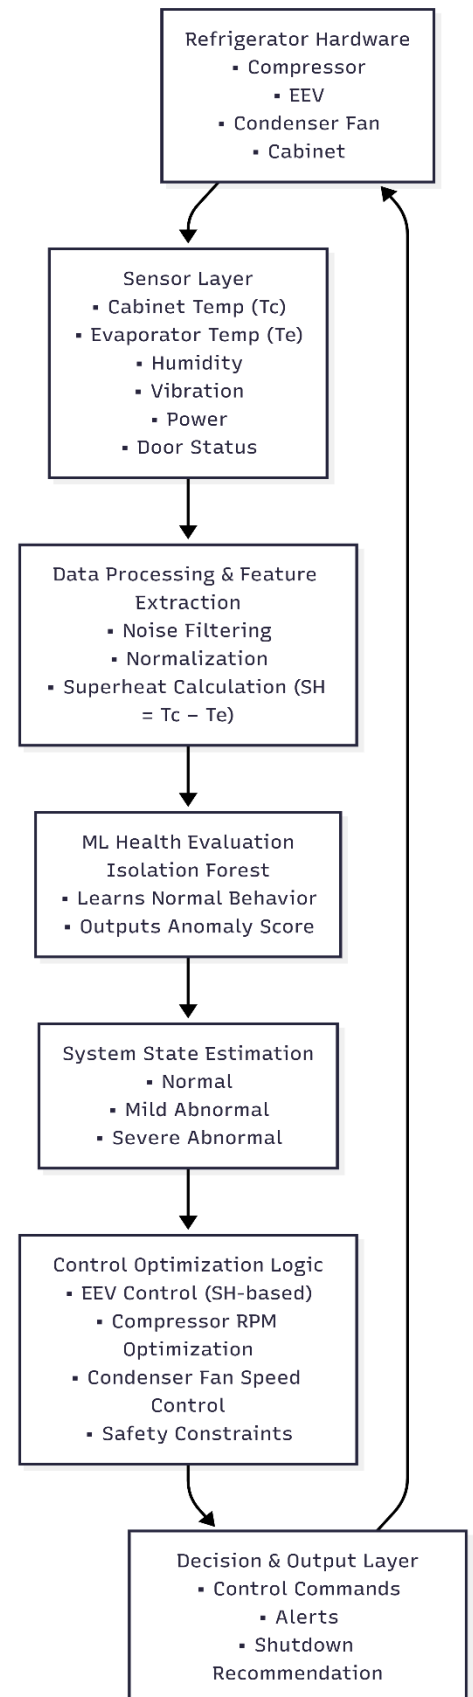 Refrigerator Hardware
▪ Compressor
▪ EEV
▪ Condenser Fan
▪ Cabinet
Sensor Layer
▪ Cabinet Temp (Tc)
▪ Evaporator Temp (Te)
▪ Humidity
▪ Vibration
▪ Power
▪ Door Status
Data Processing & Feature
Extraction
▪ Noise Filtering
▪ Normalization
▪ Superheat Calculation (SH
= Tc – Te)
ML Health Evaluation
Isolation Forest
▪ Learns Normal Behavior
▪ Outputs Anomaly Score
System State Estimation
▪ Normal
▪ Mild Abnormal
▪ Severe Abnormal
Control Optimization Logic
▪ EEV Control (SH-based)
▪ Compressor RPM
Optimization
▪ Condenser Fan Speed
Control
▪ Safety Constraints
Decision & Output Layer
▪ Control Commands
▪ Alerts
▪ Shutdown
Recommendation